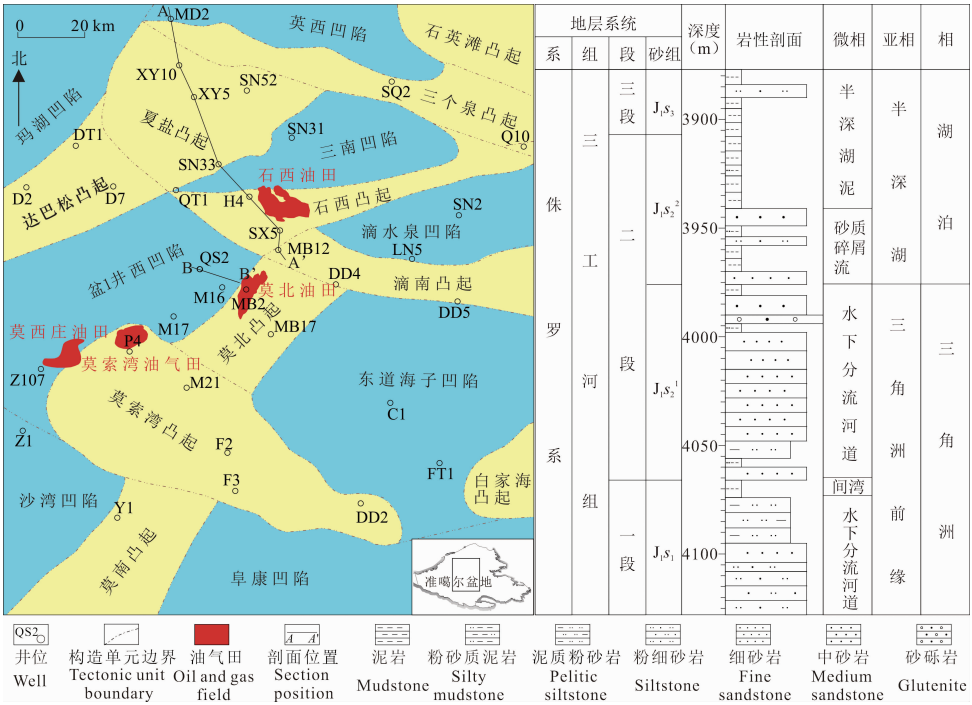 0 20 km
北
A
MD2
英西凹陷
石英滩凸起
XY10
SN52
SQ2
三个泉凸起
玛湖凹陷
XY5
夏盐凸起
SN31
Q10
DT1
三南凹陷
SN33
石西油田
D2
达巴松凸起
D7
QT1
H4
石西凸起
SN2
SX5
滴水泉凹陷
MB12
LN5
A'
盆1井西凹陷
QS2
B
B'
DD4
滴南凸起
M16
MB2
莫北油田
DD5
莫西庄油田
M17
莫北凸起
MB17
P4
莫索湾油气田
Z107
M21
东道海子凹陷
莫索湾凸起
C1
Z1
F2
FT1
F3
白家海
凸起
沙湾凹陷
Y1
DD2
莫南凸起
阜康凹陷
准噶尔盆地
地层系统
深度
(m)
岩性剖面
微相
亚相
相
系
组
段
砂组
侏罗系
三工河组
三段
二段
一段
J₁s₃
J₁s₂²
J₁s₂¹
J₁s₁
3900
3950
4000
4050
4100
半深湖泥
砂质
碎屑
流
水下分流河道
间湾
水下分流河道
半深湖
三角洲前缘
湖泊
三角洲
QS2
A A'
井位
构造单元边界
油气田
剖面位置
泥岩
粉砂质泥岩
泥质粉砂岩
粉细砂岩
细砂岩
中砂岩
砂砾岩
Well
Tectonic unit
boundary
Oil and gas
field
Section
position
Mudstone
Silty
mudstone
Pelitic
siltstone
Siltstone
Fine
sandstone
Medium
sandstone
Glutenite